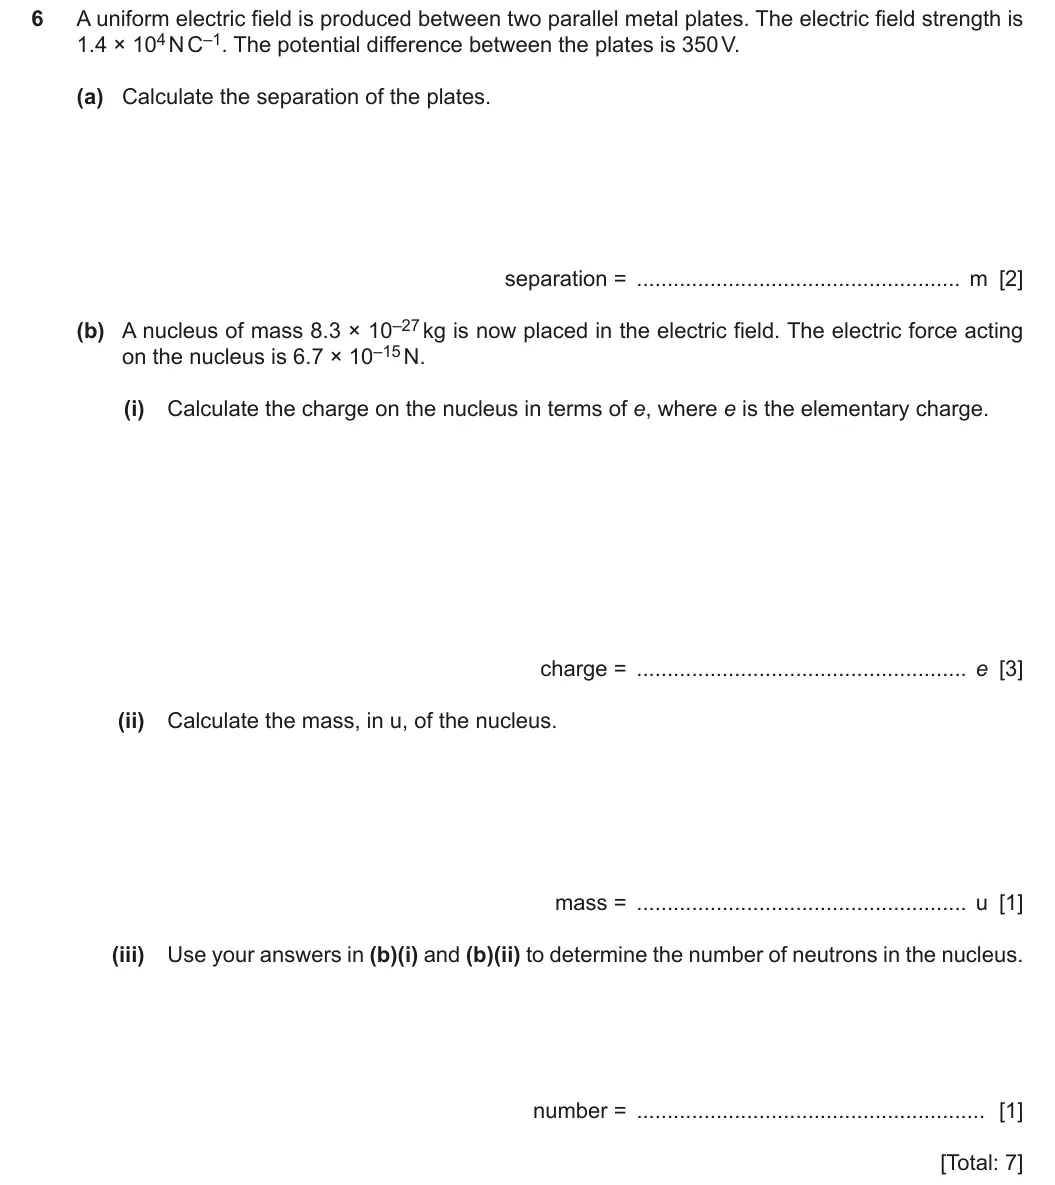 6 A uniform electric field is produced between two parallel metal plates. The electric field strength is
1.4 × 10⁴ N C⁻¹. The potential difference between the plates is 350 V.
(a) Calculate the separation of the plates.
separation = ..................................................... m [2]
(b) A nucleus of mass 8.3 × 10⁻²⁷ kg is now placed in the electric field. The electric force acting
on the nucleus is 6.7 × 10⁻¹⁵ N.
(i) Calculate the charge on the nucleus in terms of e, where e is the elementary charge.
charge = ...................................................... e [3]
(ii) Calculate the mass, in u, of the nucleus.
mass = ...................................................... u [1]
(iii) Use your answers in (b)(i) and (b)(ii) to determine the number of neutrons in the nucleus.
number = ......................................................... [1]
[Total: 7]